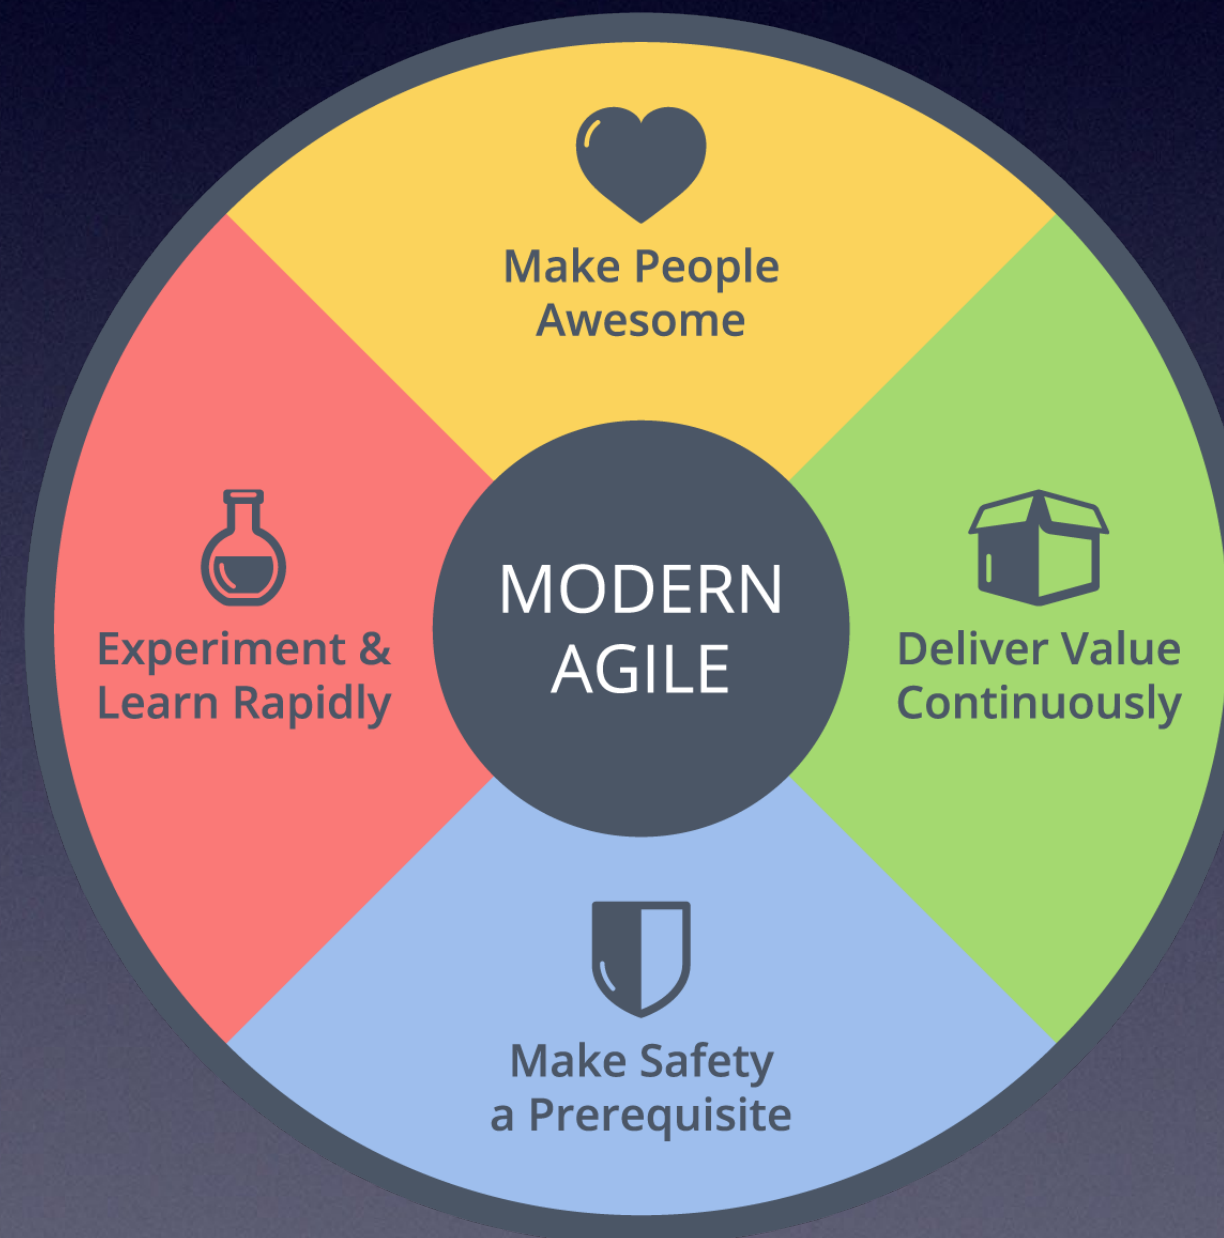 Make People
Awesome
Experiment &
Learn Rapidly
MODERN
AGILE
Deliver Value
Continuously
Make Safety
a Prerequisite